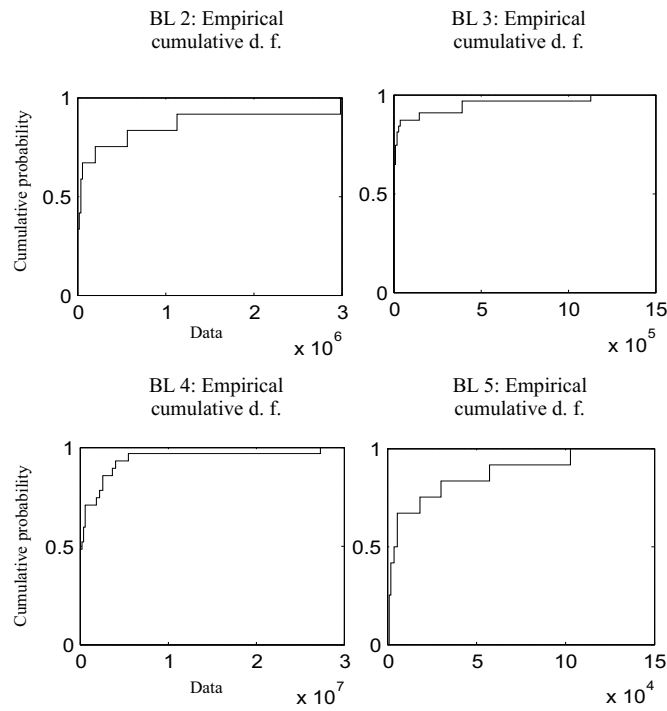 BL 2: Empirical
cumulative d. f.
BL 3: Empirical
cumulative d. f.
Cumulative probability
1
0.5
0
0
1
2
3
Data
x 10^6
1
0.5
0
0
5
10
15
x 10^5
BL 4: Empirical
cumulative d. f.
BL 5: Empirical
cumulative d. f.
Cumulative probability
1
0.5
0
0
1
2
3
Data
x 10^7
1
0.5
0
0
5
10
15
x 10^4